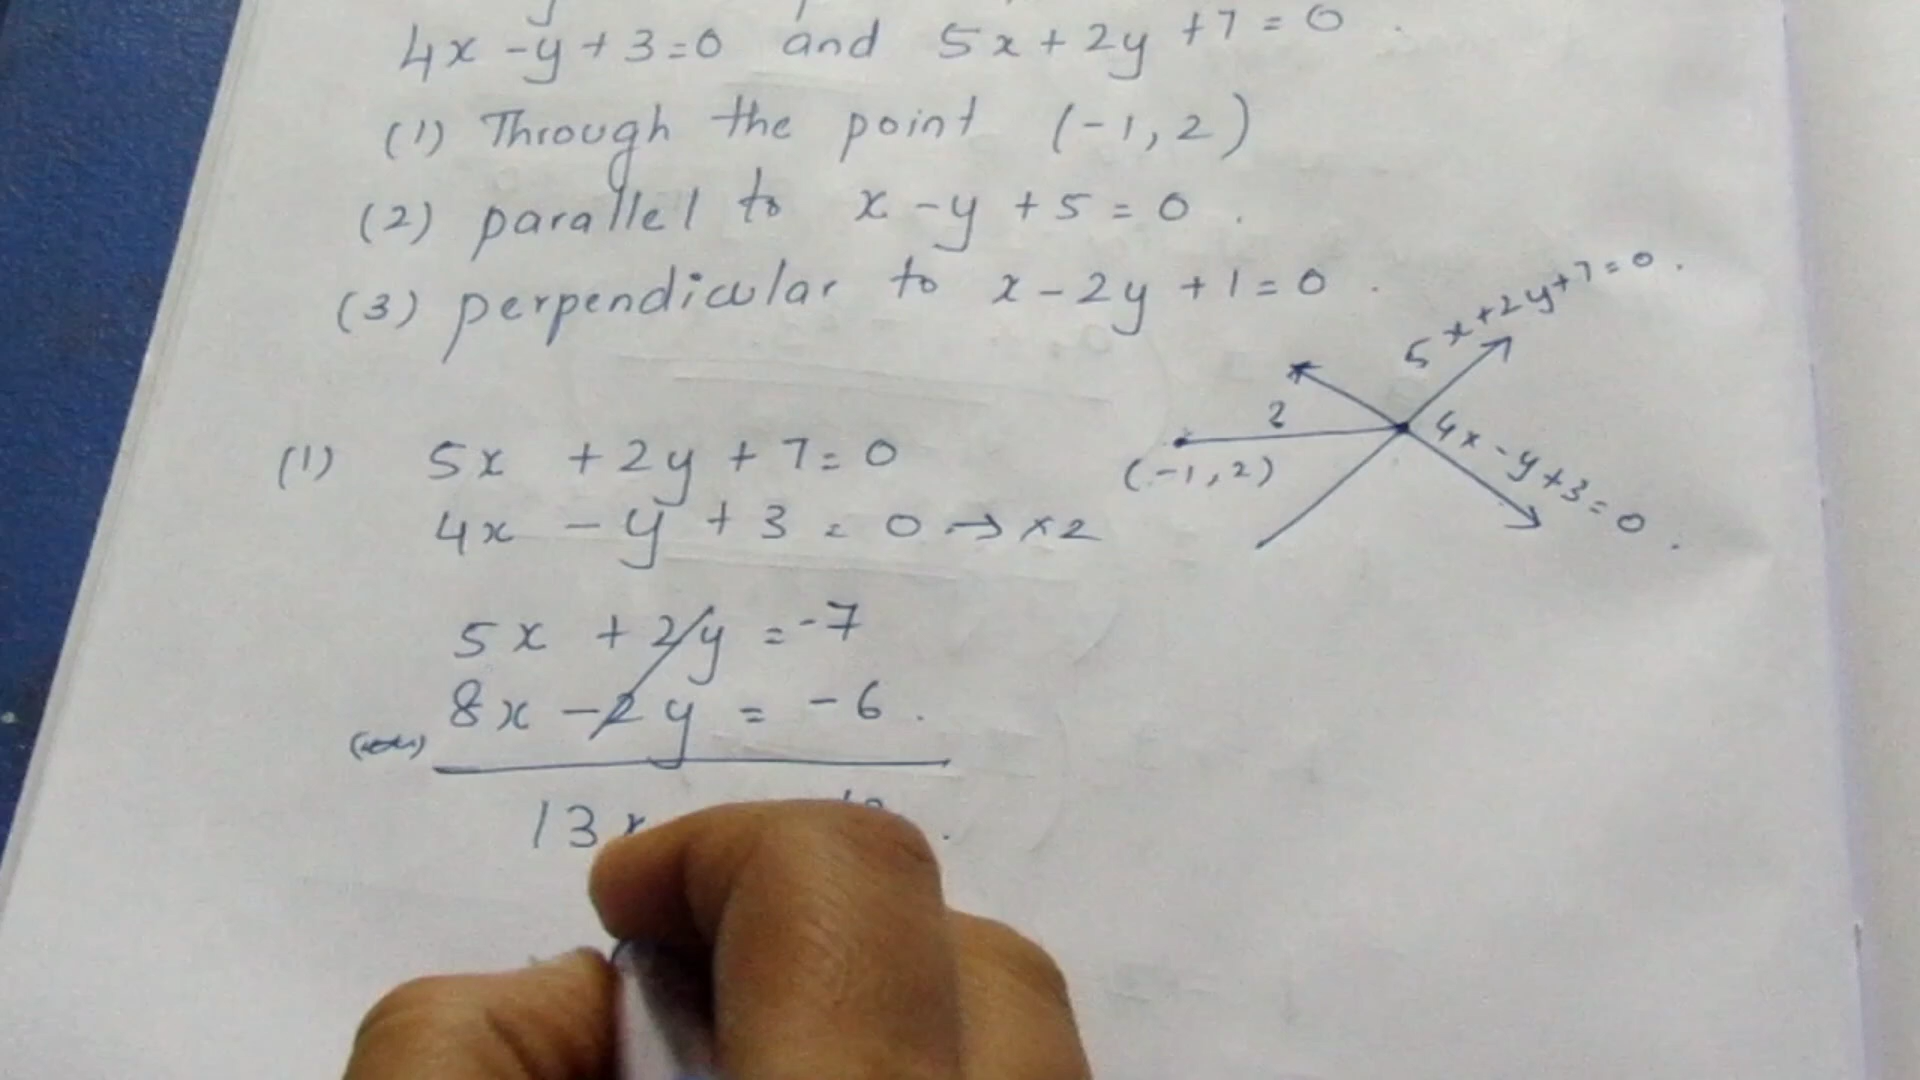 4x - y + 3 = 0 and 5x + 2y + 7 = 0.
(1) Through the point (-1, 2)
(2) parallel to x - y + 5 = 0.
(3) perpendicular to x - 2y + 1 = 0.
5x + 2y + 7 = 0.
4x - y + 3 = 0.
(-1, 2)
(1) 5x + 2y + 7 = 0
4x - y + 3 = 0 → × 2
5x + 2y = -7
8x - 2y = -6.
13x